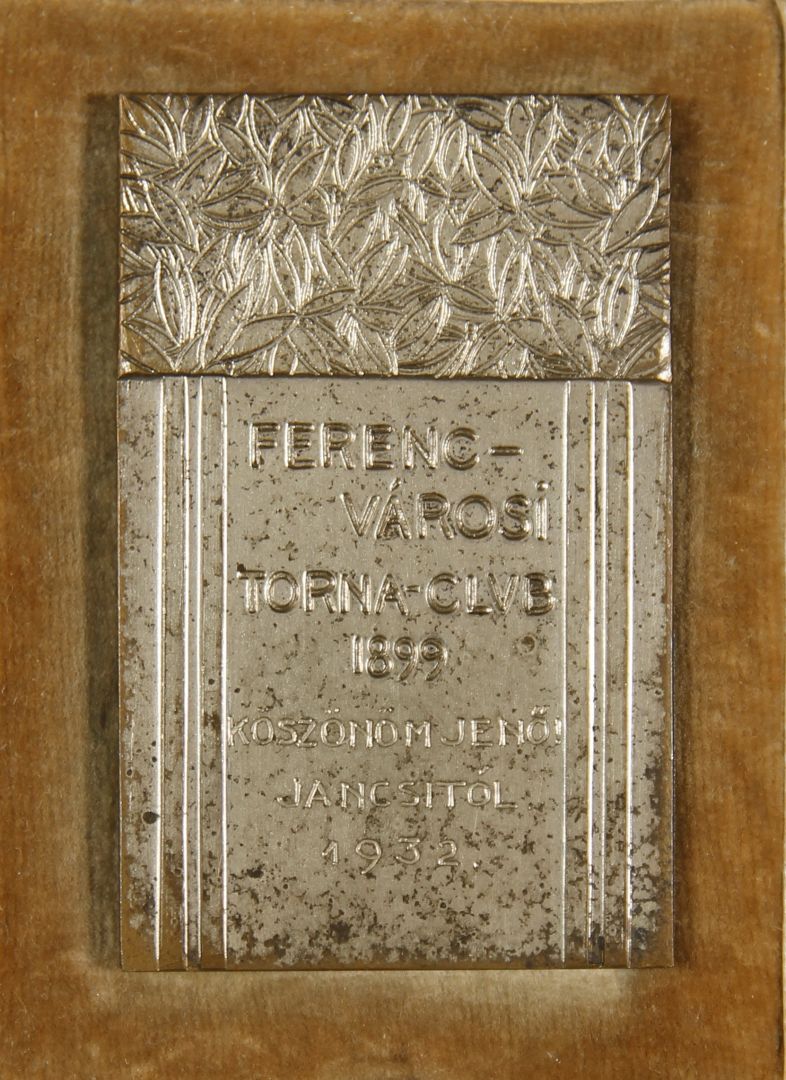 FERENC-
VÁROSI
TORNA-CLVB
1899
KÖSZÖNÖM JENŐ!
JANCSITÓL
1932.